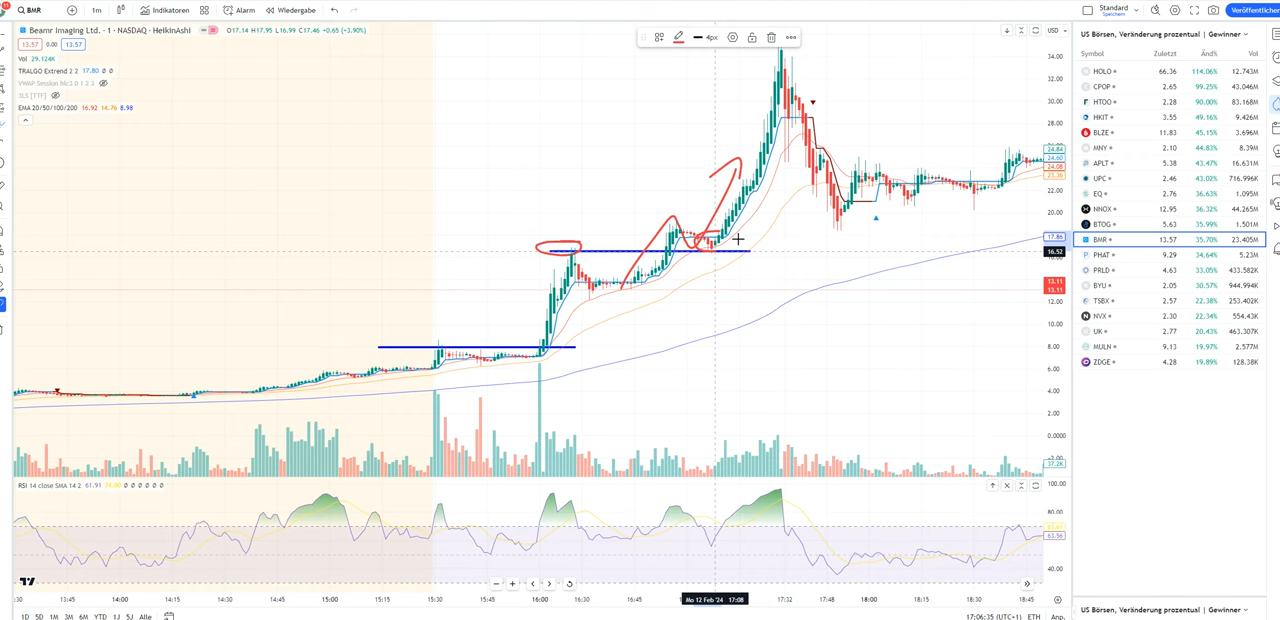 BMR 1m Indikatoren Alarm Wiedergabe Standard Speichern Veröffentlichen
Beamr Imaging Ltd. · 1 · NASDAQ · HeikinAshi O17.14 H17.95 L16.99 C17.46 +0.65 (+3.90%) USD
13.57 0.00 13.57
Vol 29.124K
TRALGO Extrend 2 2 17.80 ∅ ∅
EMA 20/50/100/200 16.92 14.76 8.98
4px
34.00
32.00
30.00
28.00
24.84
24.60
24.08
23.36
22.00
20.00
17.86
16.52
13.11
13.11
12.00
10.00
8.00
6.00
4.00
2.00
0.0000
37.2K
RSI 14 close SMA 14 2 61.91 74.00 ∅ ∅ ∅ ∅ ∅ ∅
100.00
80.00
63.56
40.00
:30 13:45 14:00 14:15 14:30 14:45 15:00 15:15 15:30 15:45 16:00 16:30 16:45 Mo 12 Feb '24 17:08 17:32 17:45 18:00 18:15 18:30 18:45
1D 5D 1M 3M 6M YTD 1J 5J Alle 17:06:35 (UTC+1) ETH Anp.
US Börsen, Veränderung prozentual | Gewinner
Symbol Zuletzt Änd% Vol
HOLO 66.36 114.06% 12.743M
CPOP 2.65 99.25% 43.046M
HTOO 2.28 90.00% 83.168M
HKIT 3.55 49.16% 9.426M
BLZE 11.83 45.15% 3.696M
MNY 2.10 44.83% 8.39M
APLT 5.38 43.47% 16.631M
UPC 2.46 43.02% 716.996K
EQ 2.76 36.63% 1.095M
NNOX 12.95 36.32% 44.265M
BTOG 5.63 35.99% 1.501M
BMR 13.57 35.70% 23.405M
PHAT 9.29 34.64% 5.23M
PRLD 4.63 33.05% 433.582K
BYU 2.05 30.57% 944.994K
TSBX 2.57 22.38% 253.402K
NVX 2.30 22.34% 554.43K
UK 2.77 20.43% 463.307K
MULN 9.13 19.97% 2.577M
ZDGE 4.28 19.89% 128.38K
US Börsen, Veränderung prozentual | Gewinner